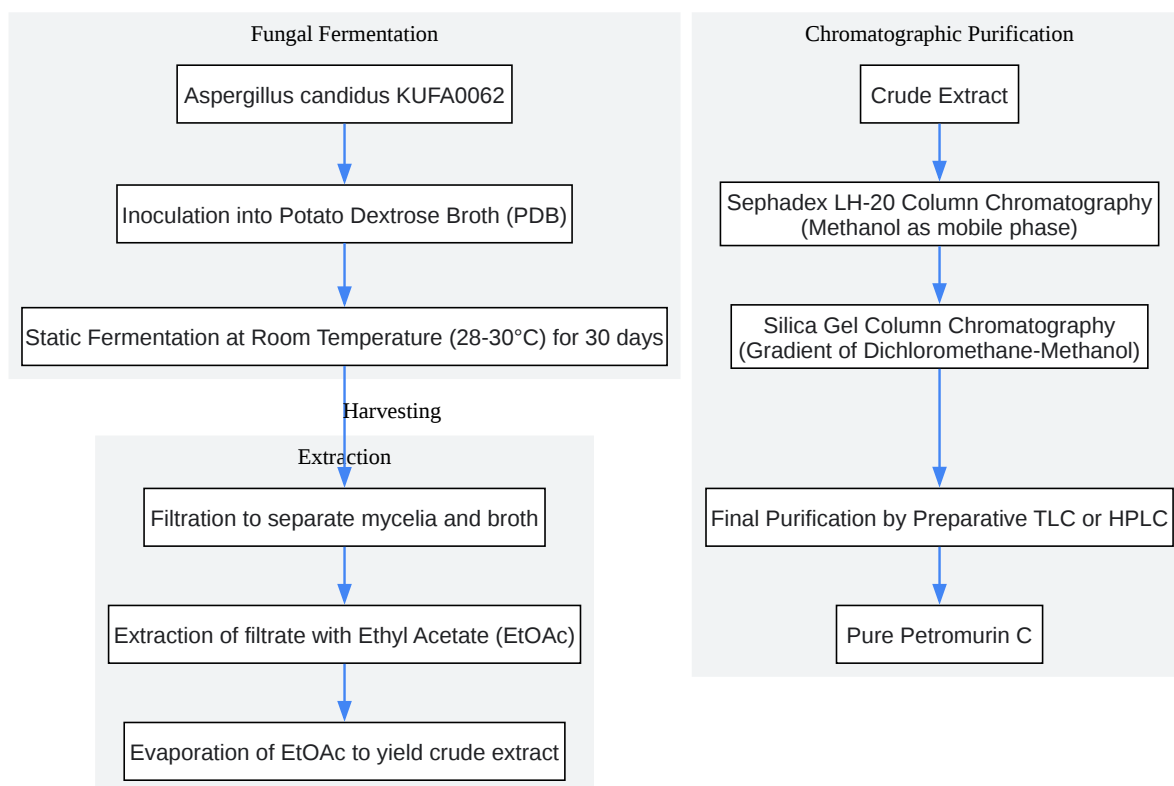 Fungal Fermentation
Aspergillus candidus KUFA0062
Inoculation into Potato Dextrose Broth (PDB)
Static Fermentation at Room Temperature (28-30°C) for 30 days
Harvesting
Extraction
Filtration to separate mycelia and broth
Extraction of filtrate with Ethyl Acetate (EtOAc)
Evaporation of EtOAc to yield crude extract
Chromatographic Purification
Crude Extract
Sephadex LH-20 Column Chromatography
(Methanol as mobile phase)
Silica Gel Column Chromatography
(Gradient of Dichloromethane-Methanol)
Final Purification by Preparative TLC or HPLC
Pure Petromurin C